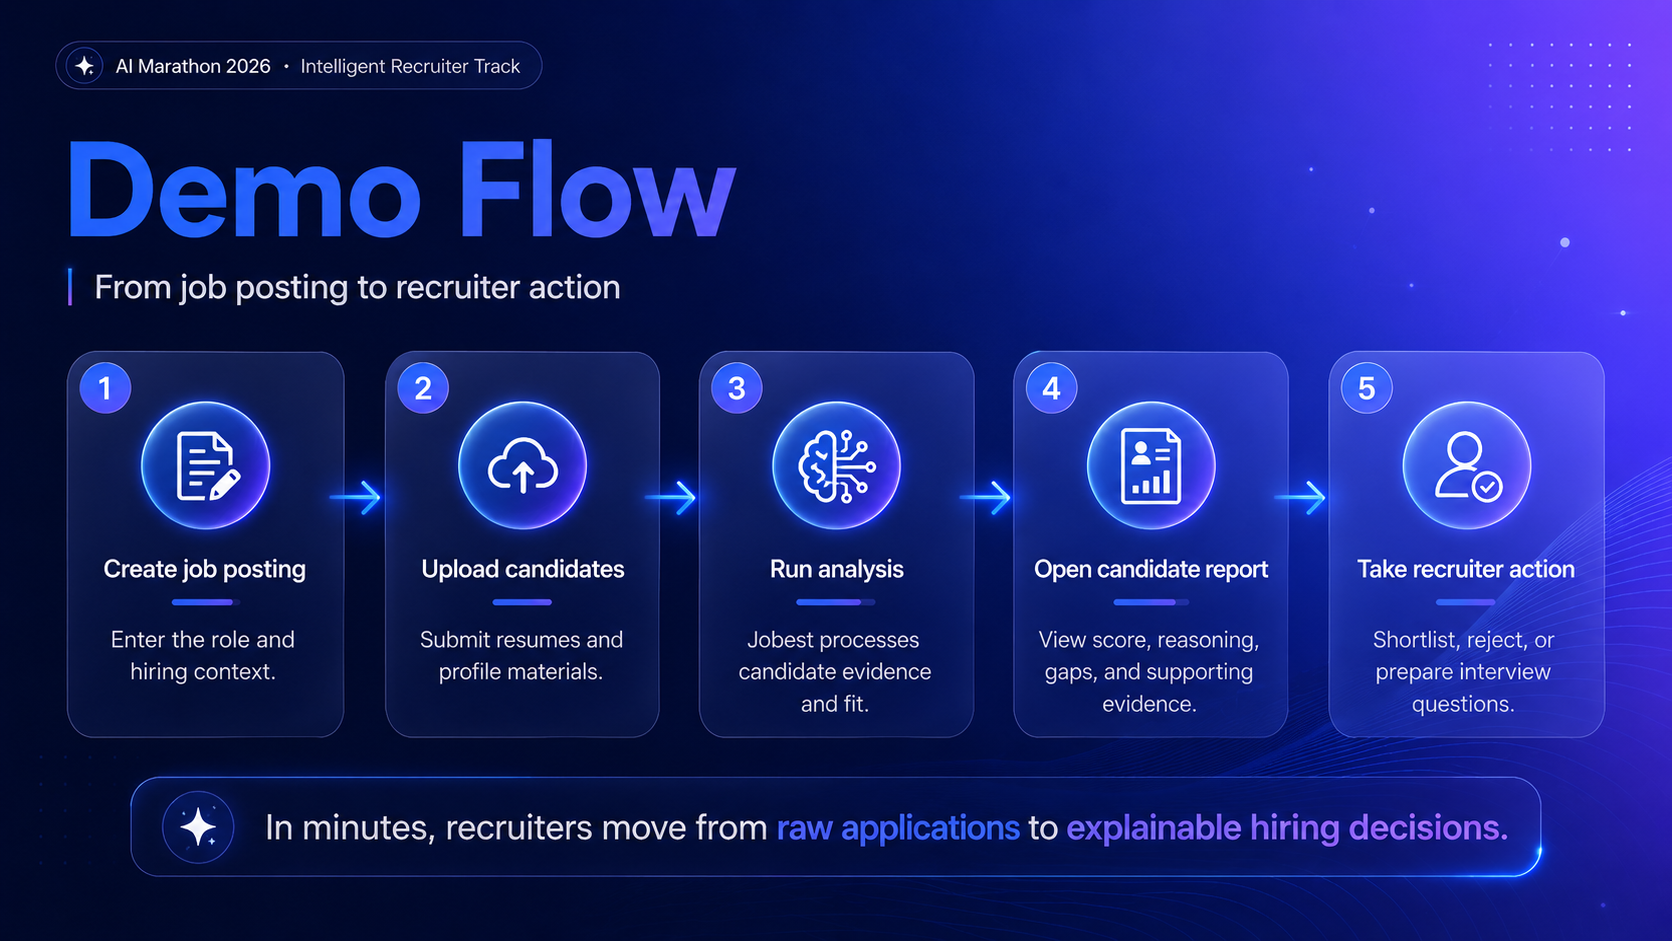 AI Marathon 2026 • Intelligent Recruiter Track
Demo Flow
From job posting to recruiter action
1
Create job posting
Enter the role and
hiring context.
2
Upload candidates
Submit resumes and
profile materials.
3
Run analysis
Jobest processes
candidate evidence
and fit.
4
Open candidate report
View score, reasoning,
gaps, and supporting
evidence.
5
Take recruiter action
Shortlist, reject, or
prepare interview
questions.
In minutes, recruiters move from raw applications to explainable hiring decisions.